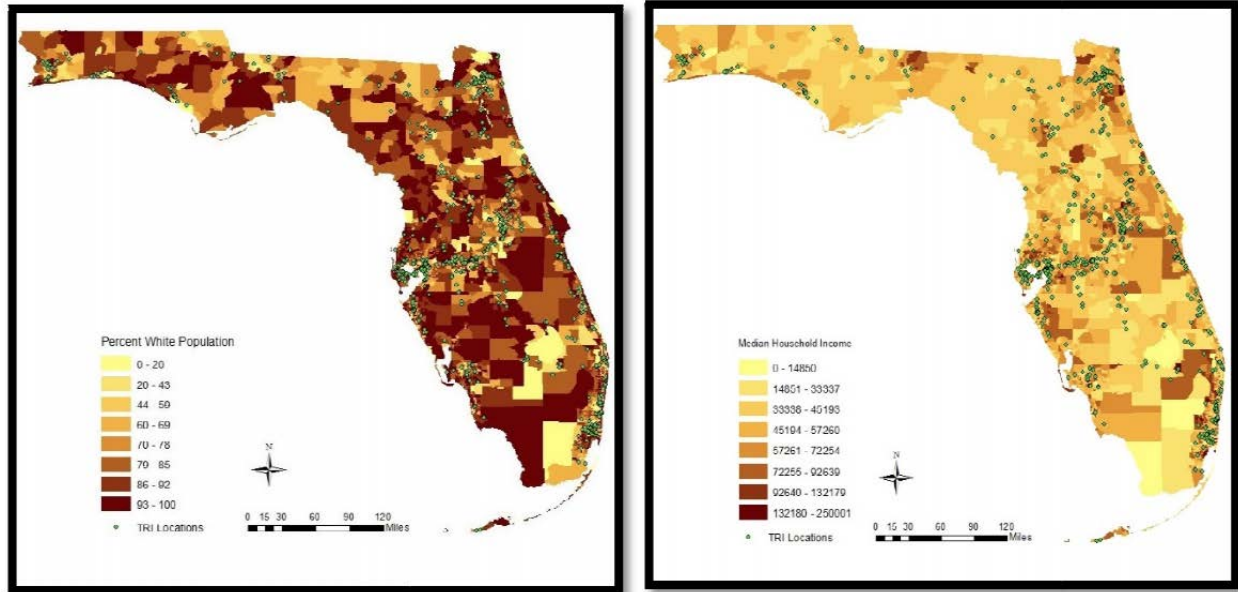 Percent White Population
0 - 20
20 - 43
44 - 59
60 - 69
70 - 78
79 - 85
86 - 92
93 - 100
TRI Locations
N
0 15 30 60 90 120
Miles
Median Household Income
0 - 14850
14851 - 33337
33338 - 45193
45194 - 57260
57261 - 72254
72255 - 92639
92640 - 132179
132180 - 250001
TRI Locations
N
0 15 30 60 90 120
Miles